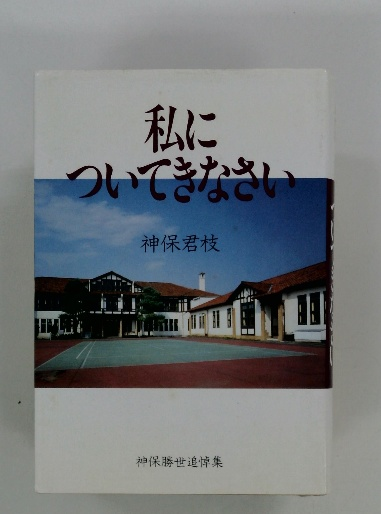 私に
ついてきなさい
神保君枝
神保勝世追悼集